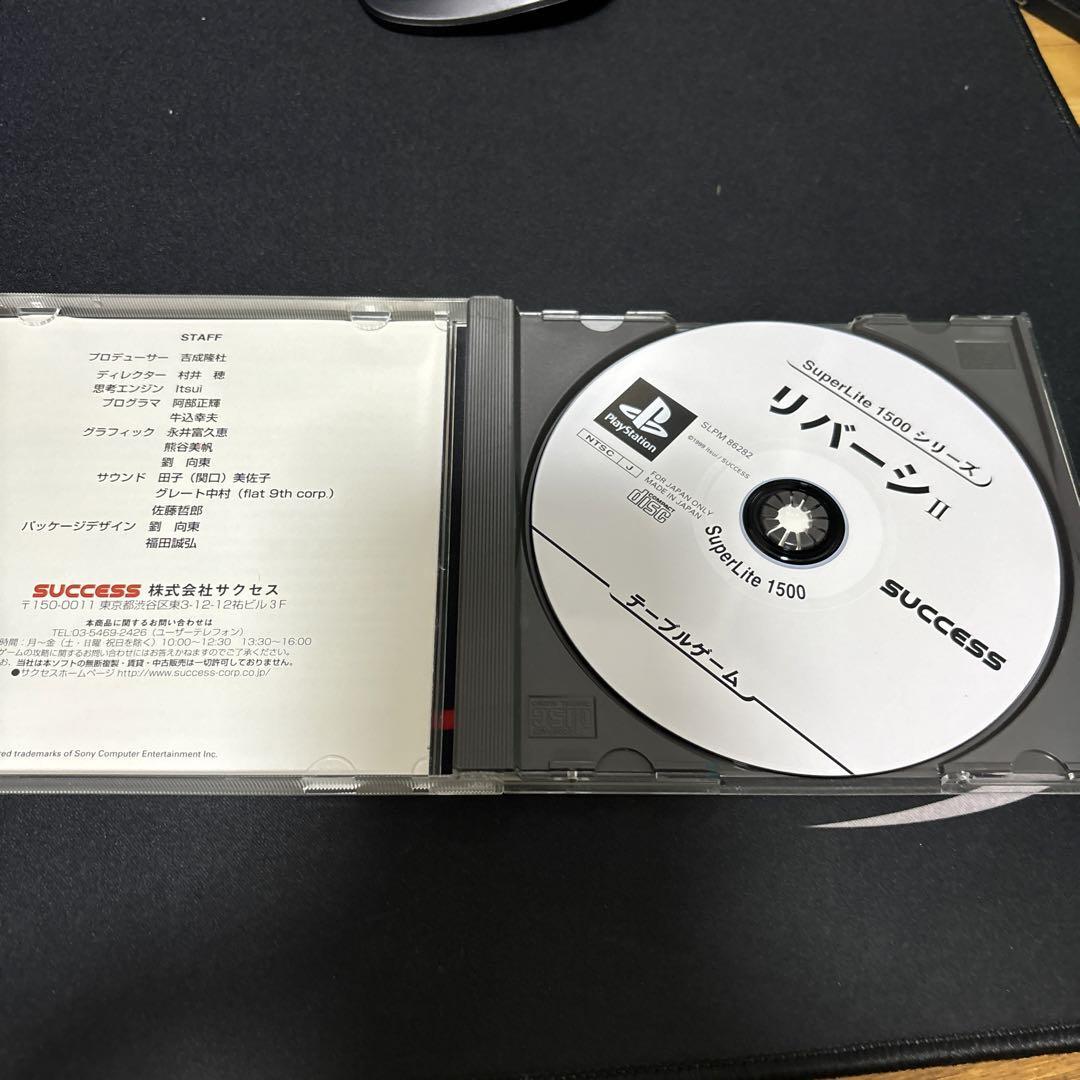 STAFF
プロデューサー 吉成隆杜
ディレクター 村井 穂
思考エンジン Itsui
プログラマ 阿部正輝
牛込幸夫
グラフィック 永井富久恵
熊谷美帆
劉 向東
サウンド 田子（関口）美佐子
グレート中村（flat 9th corp.）
佐藤哲郎
パッケージデザイン 劉 向東
福田誠弘
SUCCESS 株式会社サクセス
〒150-0011 東京都渋谷区東3-12-12祐ビル3F
本商品に関するお問い合わせは
TEL:03-5469-2426（ユーザーテレフォン）
時間：月〜金（土・日曜 祝日を除く）10:00〜12:30 13:30〜16:00
ゲームの攻略に関するお問い合わせにはお答えかねますのでご了承ください。
お、当社は本ソフトの無断複製・賃貸・中古販売は一切許可しておりません。
●サクセスホームページ http://www.success-corp.co.jp/
ed trademarks of Sony Computer Entertainment Inc.
SuperLite 1500 シリーズ
リバーシII
PlayStation
SLPM 86282
©1999 Itsui / SUCCESS
NTSC J
FOR JAPAN ONLY
MADE IN JAPAN
COMPACT
disc
SuperLite 1500
SUCCESS
テーブルゲーム